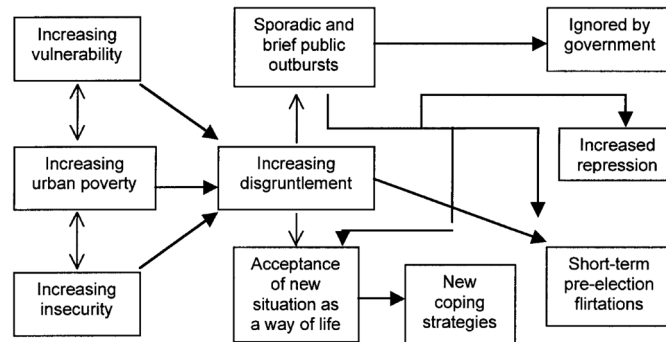 Increasing
vulnerability
Sporadic and
brief public
outbursts
Ignored by
government
Increasing
urban poverty
Increasing
disgruntlement
Increased
repression
Increasing
insecurity
Acceptance
of new
situation as
a way of life
New
coping
strategies
Short-term
pre-election
flirtations